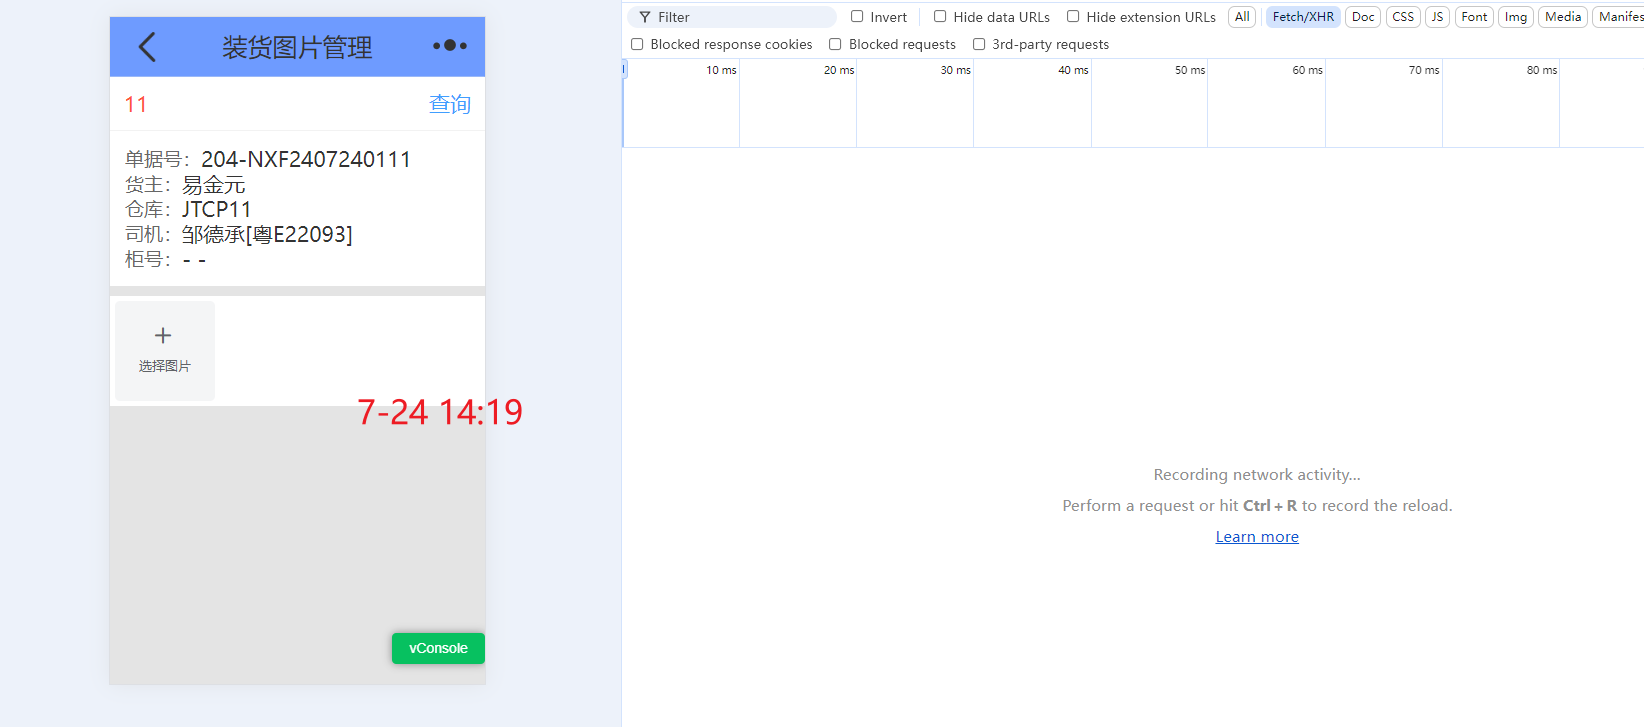 装货图片管理
11 查询
单据号：204-NXF2407240111
货主：易金元
仓库：JTCP11
司机：邹德承[粤E22093]
柜号：- -
选择图片
7-24 14:19
vConsole
Filter Invert Hide data URLs Hide extension URLs All Fetch/XHR Doc CSS JS Font Img Media Manifes
Blocked response cookies Blocked requests 3rd-party requests
10 ms 20 ms 30 ms 40 ms 50 ms 60 ms 70 ms 80 ms
Recording network activity...
Perform a request or hit Ctrl + R to record the reload.
Learn more